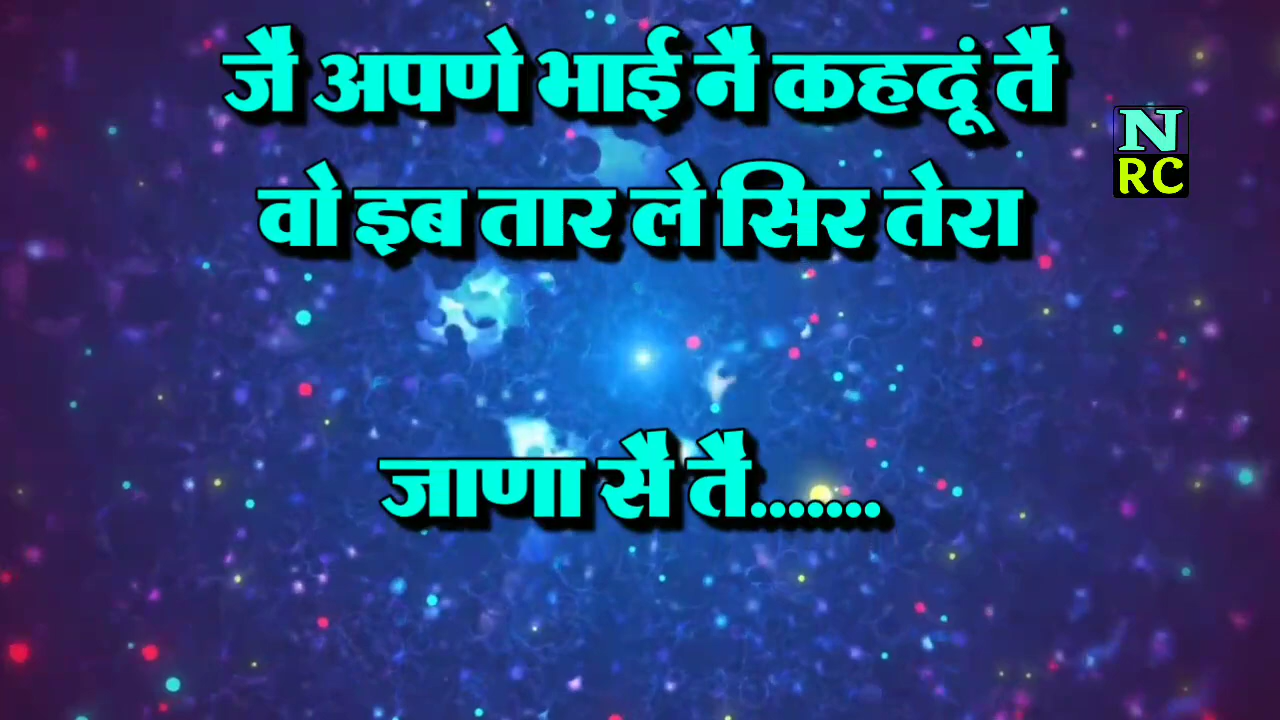 जै अपणे भाई नै कहदूं तै
N
RC
वो इब तार ले सिर तेरा
जाणा सै तै.......